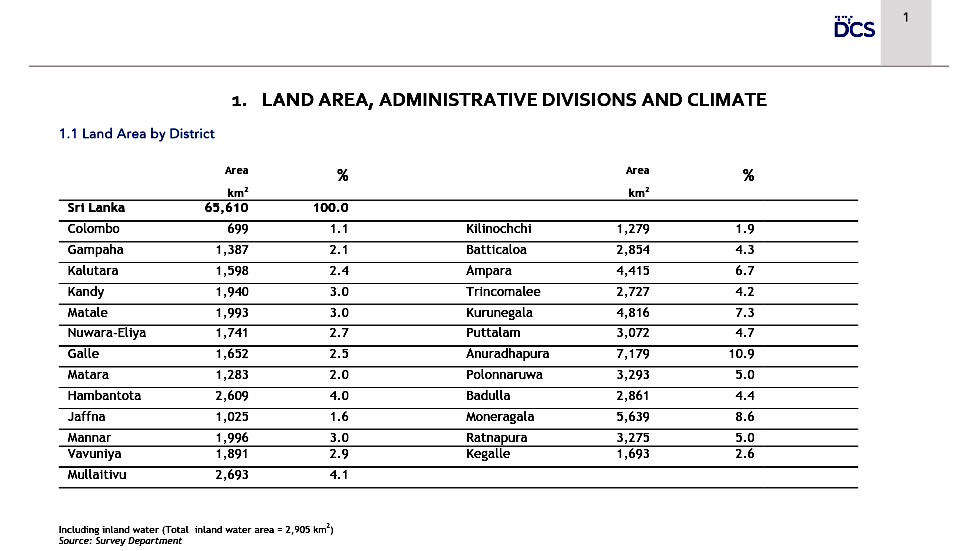 DCS
1
1. LAND AREA, ADMINISTRATIVE DIVISIONS AND CLIMATE
1.1 Land Area by District
Area km² % Area km² %
Sri Lanka 65,610 100.0
Colombo 699 1.1 Kilinochchi 1,279 1.9
Gampaha 1,387 2.1 Batticaloa 2,854 4.3
Kalutara 1,598 2.4 Ampara 4,415 6.7
Kandy 1,940 3.0 Trincomalee 2,727 4.2
Matale 1,993 3.0 Kurunegala 4,816 7.3
Nuwara-Eliya 1,741 2.7 Puttalam 3,072 4.7
Galle 1,652 2.5 Anuradhapura 7,179 10.9
Matara 1,283 2.0 Polonnaruwa 3,293 5.0
Hambantota 2,609 4.0 Badulla 2,861 4.4
Jaffna 1,025 1.6 Moneragala 5,639 8.6
Mannar 1,996 3.0 Ratnapura 3,275 5.0
Vavuniya 1,891 2.9 Kegalle 1,693 2.6
Mullaitivu 2,693 4.1
Including inland water (Total inland water area = 2,905 km²)
Source: Survey Department